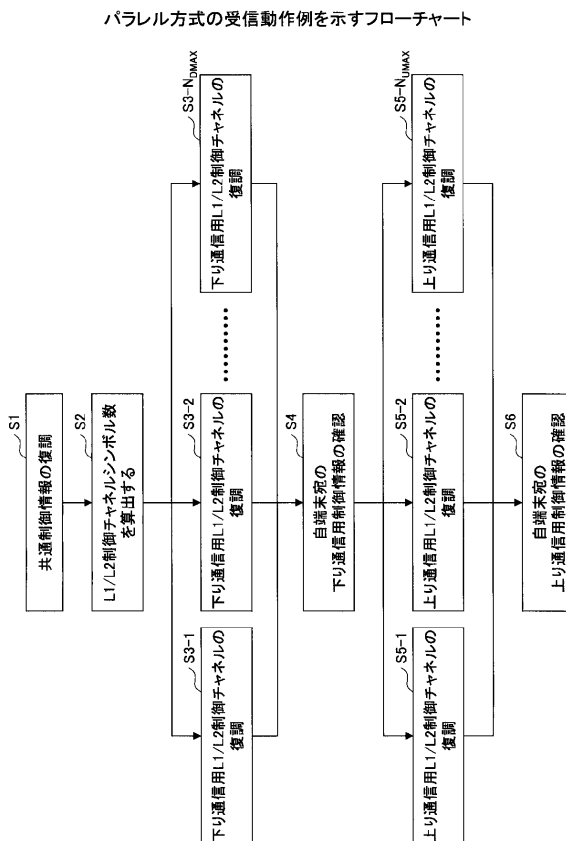 パラレル方式の受信動作例を示すフローチャート
S1
共通制御情報の復調
S2
L1/L2制御チャネルシンボル数
を算出する
S3-1
下り通信用L1/L2制御チャネルの
復調
S3-2
下り通信用L1/L2制御チャネルの
復調
S3-NDMAX
下り通信用L1/L2制御チャネルの
復調
S4
自端末宛の
下り通信用制御情報の確認
S5-1
上り通信用L1/L2制御チャネルの
復調
S5-2
上り通信用L1/L2制御チャネルの
復調
S5-NUMAX
上り通信用L1/L2制御チャネルの
復調
S6
自端末宛の
上り通信用制御情報の確認